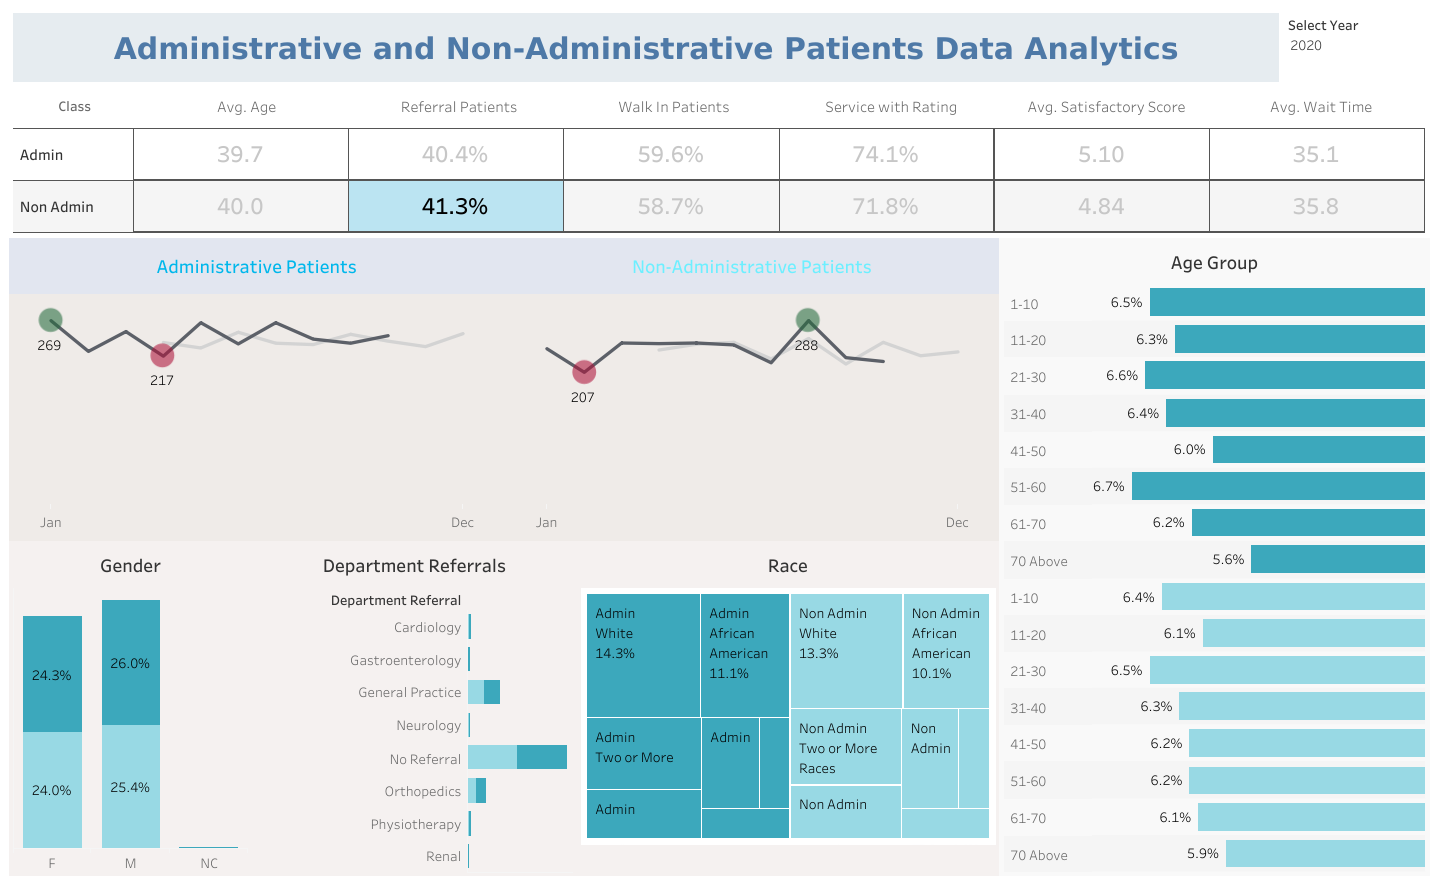 Administrative and Non-Administrative Patients Data Analytics
Select Year
2020
Class Avg. Age Referral Patients Walk In Patients Service with Rating Avg. Satisfactory Score Avg. Wait Time
Admin 39.7 40.4% 59.6% 74.1% 5.10 35.1
Non Admin 40.0 41.3% 58.7% 71.8% 4.84 35.8
Administrative Patients
269
217
Jan Dec
Non-Administrative Patients
288
207
Jan Dec
Gender
24.3% 26.0%
24.0% 25.4%
F M NC
Department Referrals
Department Referral
Cardiology
Gastroenterology
General Practice
Neurology
No Referral
Orthopedics
Physiotherapy
Renal
Race
Admin
White
14.3%
Admin
African
American
11.1%
Admin
Two or More
Admin
Admin
Non Admin
White
13.3%
Non Admin
African
American
10.1%
Non Admin
Two or More
Races
Non
Admin
Non Admin
Age Group
1-10 6.5%
11-20 6.3%
21-30 6.6%
31-40 6.4%
41-50 6.0%
51-60 6.7%
61-70 6.2%
70 Above 5.6%
1-10 6.4%
11-20 6.1%
21-30 6.5%
31-40 6.3%
41-50 6.2%
51-60 6.2%
61-70 6.1%
70 Above 5.9%